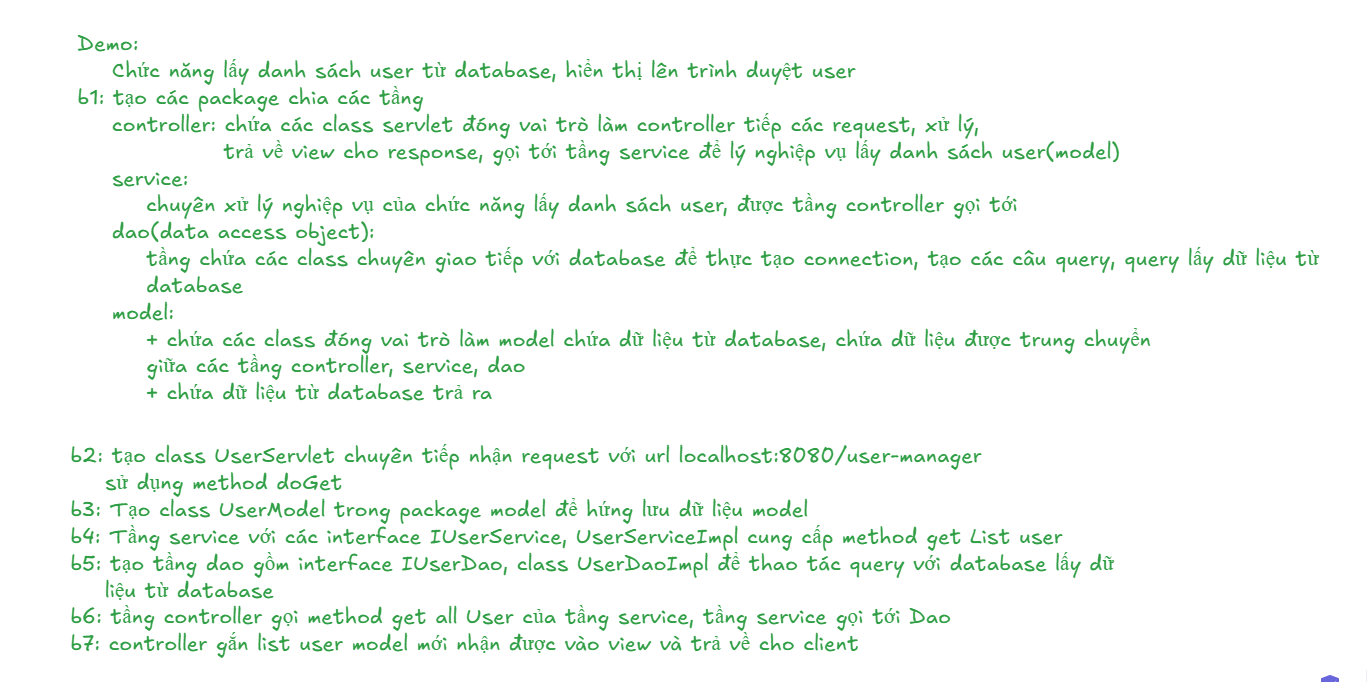 Demo:
Chức năng lấy danh sách user từ database, hiển thị lên trình duyệt user
b1: tạo các package chia các tầng
controller: chứa các class servlet đóng vai trò làm controller tiếp các request, xử lý,
trả về view cho response, gọi tới tầng service để lý nghiệp vụ lấy danh sách user(model)
service:
chuyên xử lý nghiệp vụ của chức năng lấy danh sách user, được tầng controller gọi tới
dao(data access object):
tầng chứa các class chuyên giao tiếp với database để thực tạo connection, tạo các câu query, query lấy dữ liệu từ
database
model:
+ chứa các class đóng vai trò làm model chứa dữ liệu từ database, chứa dữ liệu được trung chuyển
giữa các tầng controller, service, dao
+ chứa dữ liệu từ database trả ra
b2: tạo class UserServlet chuyên tiếp nhận request với url localhost:8080/user-manager
sử dụng method doGet
b3: Tạo class UserModel trong package model để hứng lưu dữ liệu model
b4: Tầng service với các interface IUserService, UserServiceImpl cung cấp method get List user
b5: tạo tầng dao gồm interface IUserDao, class UserDaoImpl để thao tác query với database lấy dữ
liệu từ database
b6: tầng controller gọi method get all User của tầng service, tầng service gọi tới Dao
b7: controller gắn list user model mới nhận được vào view và trả về cho client